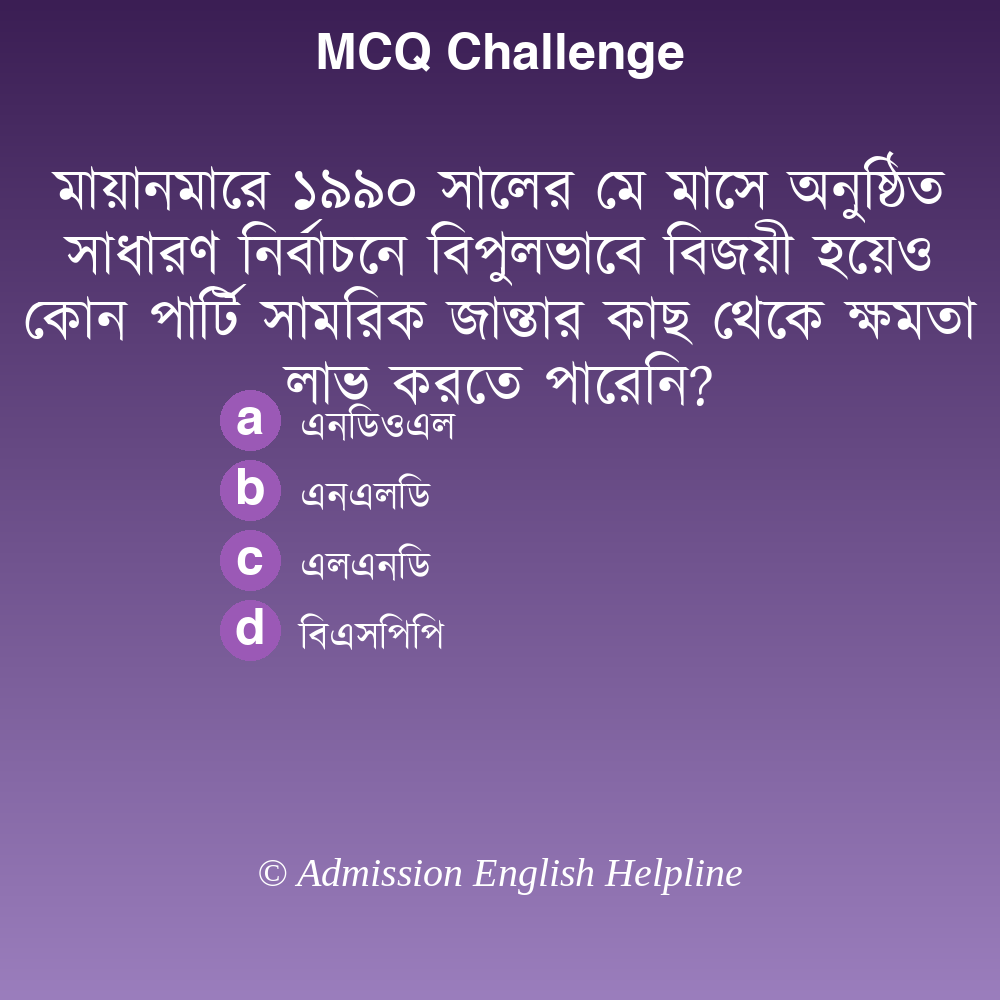 MCQ Challenge
মায়ানমারে ১৯৯০ সালের মে মাসে অনুষ্ঠিত
সাধারণ নির্বাচনে বিপুলভাবে বিজয়ী হয়েও
কোন পার্টি সামরিক জান্তার কাছ থেকে ক্ষমতা
লাভ করতে পারেনি?
a এনডিওএল
b এনএলডি
c এলএনডি
d বিএসপিপি
© Admission English Helpline